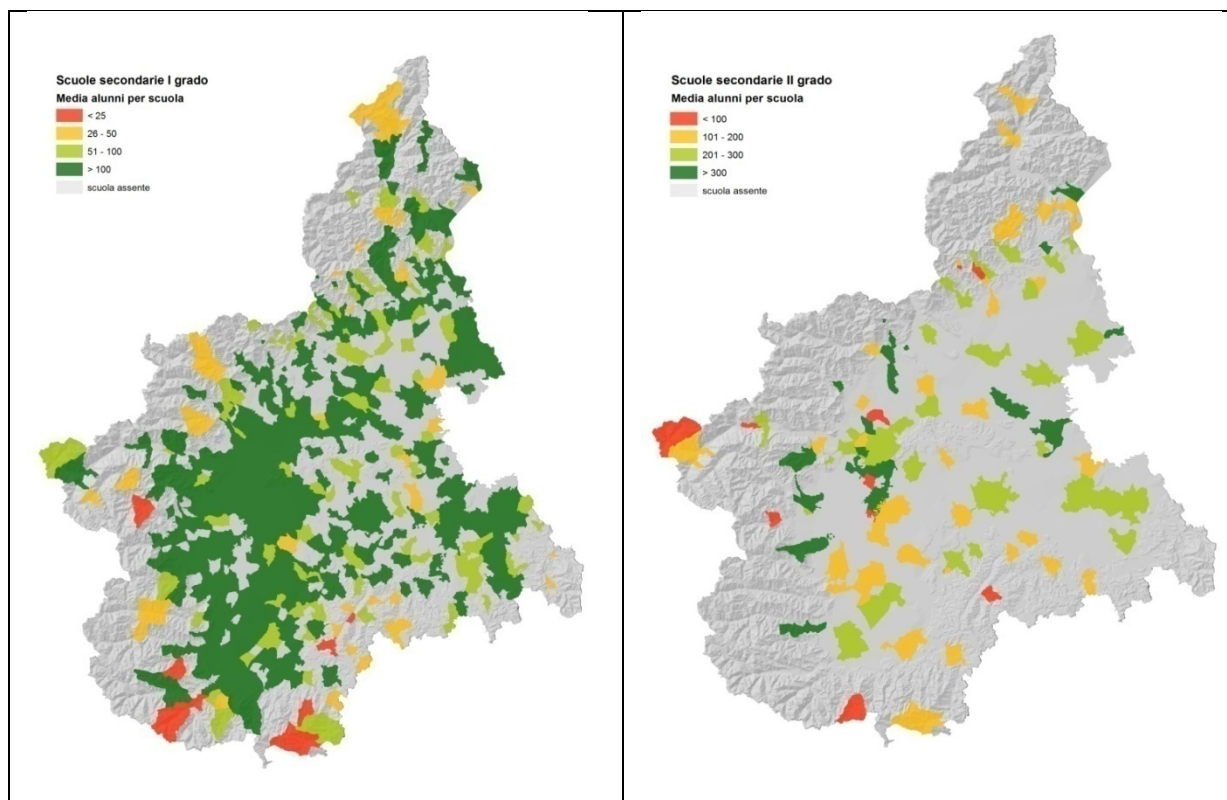 Scuole secondarie I grado
Media alunni per scuola
< 25
26 - 50
51 - 100
> 100
scuola assente
Scuole secondarie II grado
Media alunni per scuola
< 100
101 - 200
201 - 300
> 300
scuola assente